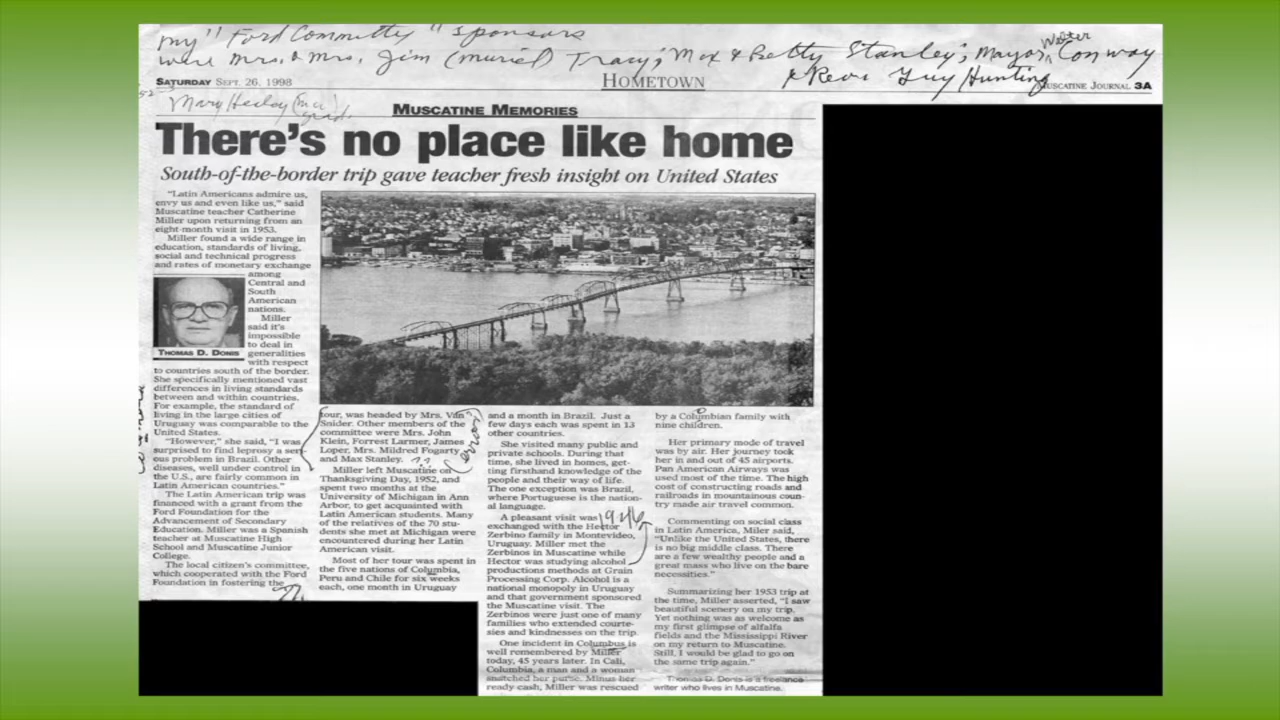 my "Ford Committy" sponsors
were Mrs. & Mrs. Jim (Muriel) Tracy; Max & Betty Stanley; Mayor Walter Conway
& Rev. Guy Hunting
SATURDAY SEPT. 26, 1998
HOMETOWN
MUSCATINE JOURNAL 3A
MUSCATINE MEMORIES
There's no place like home
South-of-the-border trip gave teacher fresh insight on United States
"Latin Americans admire us,
envy us and even like us," said
Muscatine teacher Catherine
Miller upon returning from an
eight-month visit in 1953.
Miller found a wide range in
education, standards of living,
social and technical progress
and rates of monetary exchange
among
Central and
South
American
nations.
Miller
said it's
impossible
to deal in
generalities
with respect
THOMAS D. DONIS
to countries south of the border.
She specifically mentioned vast
differences in living standards
between and within countries.
For example, the standard of
living in the large cities of
Uruguay was comparable to the
United States.
"However," she said, "I was
surprised to find leprosy a seri-
ous problem in Brazil. Other
diseases, well under control in
the U.S., are fairly common in
Latin American countries."
The Latin American trip was
financed with a grant from the
Ford Foundation for the
Advancement of Secondary
Education. Miller was a Spanish
teacher at Muscatine High
School and Muscatine Junior
College.
The local citizen's committee,
which cooperated with the Ford
Foundation in fostering the
tour, was headed by Mrs. Van
Snider. Other members of the
committee were Mrs. John
Klein, Forrest Larmer, James
Loper, Mrs. Mildred Fogarty
and Max Stanley.
Miller left Muscatine on
Thanksgiving Day, 1952, and
spent two months at the
University of Michigan in Ann
Arbor, to get acquainted with
Latin American students. Many
of the relatives of the 70 stu-
dents she met at Michigan were
encountered during her Latin
American visit.
Most of her tour was spent in
the five nations of Columbia,
Peru and Chile for six weeks
each, one month in Uruguay
and a month in Brazil. Just a
few days each was spent in 13
other countries.
She visited many public and
private schools. During that
time, she lived in homes, get-
ting firsthand knowledge of the
people and their way of life.
The one exception was Brazil,
where Portuguese is the nation-
al language.
A pleasant visit was 1946
exchanged with the Hector
Zerbino family in Montevideo,
Uruguay. Miller met the
Zerbinos in Muscatine while
Hector was studying alcohol
productions methods at Grain
Processing Corp. Alcohol is a
national monopoly in Uruguay
and that government sponsored
the Muscatine visit. The
Zerbinos were just one of many
families who extended courte-
sies and kindnesses on the trip.
One incident in Columbus is
well remembered by Miller
today, 45 years later. In Cali,
Columbia, a man and a woman
snatched her purse. Minus her
ready cash, Miller was rescued
by a Columbian family with
nine children.
Her primary mode of travel
was by air. Her journey took
her in and out of 45 airports.
Pan American Airways was
used most of the time. The high
cost of constructing roads and
railroads in mountainous coun-
try made air travel common.
Commenting on social class
in Latin America, Miler said,
"Unlike the United States, there
is no big middle class. There
are a few wealthy people and a
great mass who live on the bare
necessities."
Summarizing her 1953 trip at
the time, Miller asserted, "I saw
beautiful scenery on my trip.
Yet nothing was as welcome as
my first glimpse of alfalfa
fields and the Mississippi River
on my return to Muscatine.
Still, I would be glad to go on
the same trip again."
Thomas D. Donis is a freelance
writer who lives in Muscatine.